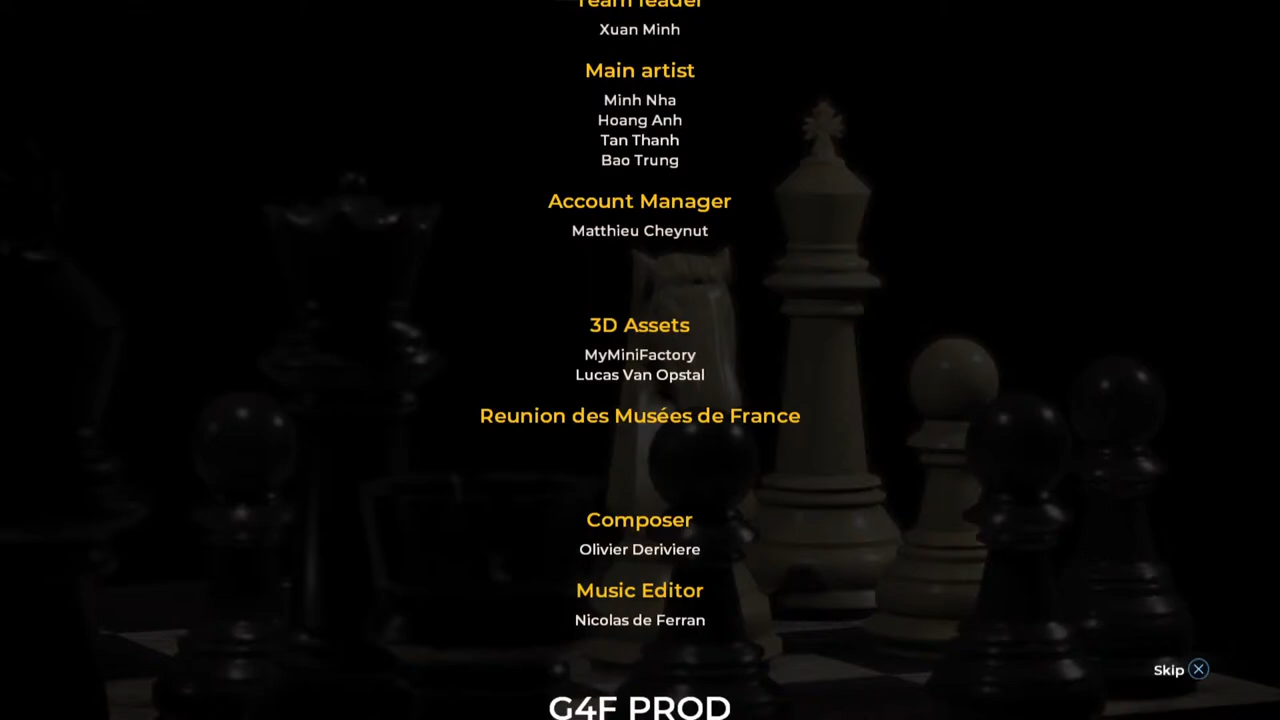 Team leader
Xuan Minh
Main artist
Minh Nha
Hoang Anh
Tan Thanh
Bao Trung
Account Manager
Matthieu Cheynut
3D Assets
MyMiniFactory
Lucas Van Opstal
Reunion des Musées de France
Composer
Olivier Deriviere
Music Editor
Nicolas de Ferran
Skip
G4F PROD